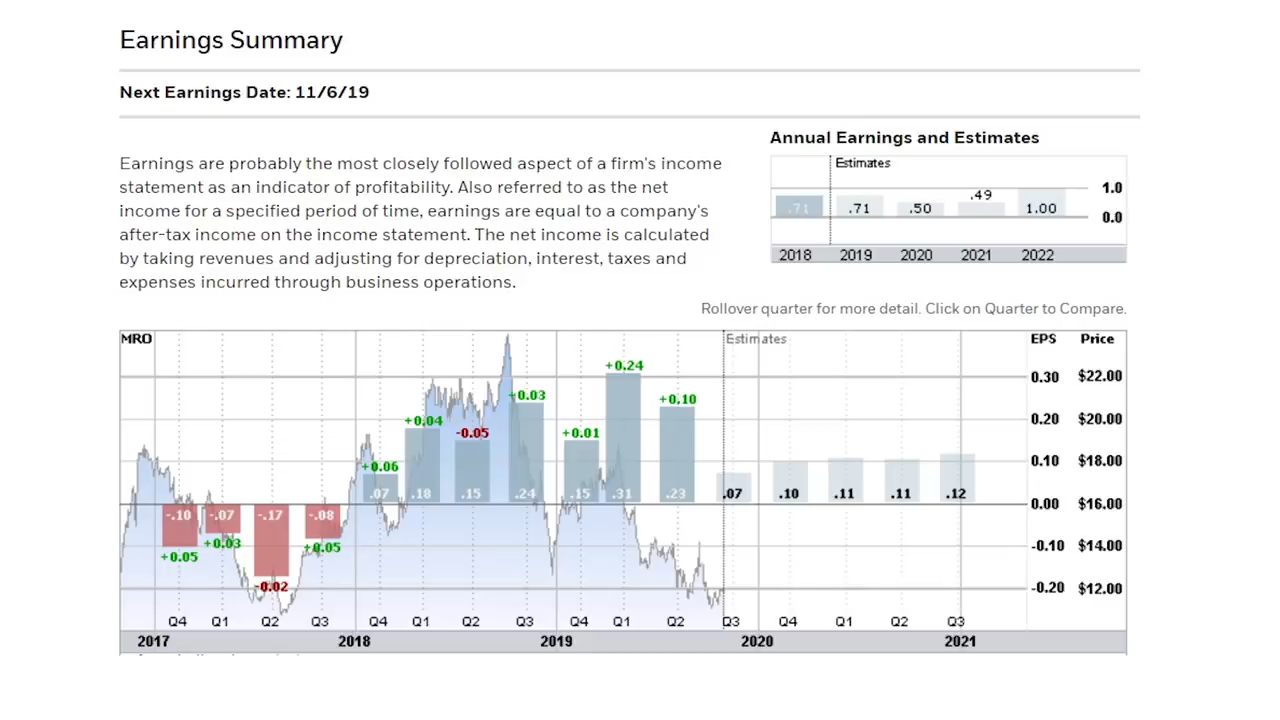 Earnings Summary
Next Earnings Date: 11/6/19
Earnings are probably the most closely followed aspect of a firm's income
statement as an indicator of profitability. Also referred to as the net
income for a specified period of time, earnings are equal to a company's
after-tax income on the income statement. The net income is calculated
by taking revenues and adjusting for depreciation, interest, taxes and
expenses incurred through business operations.
Annual Earnings and Estimates
Estimates
.71 .71 .50 .49 1.00
1.0
0.0
2018 2019 2020 2021 2022
Rollover quarter for more detail. Click on Quarter to Compare.
MRO Estimates EPS Price
0.30 $22.00
0.20 $20.00
0.10 $18.00
0.00 $16.00
-0.10 $14.00
-0.20 $12.00
+0.05 +0.03 -0.02 +0.05 +0.06 +0.04 -0.05 +0.03 +0.01 +0.24 +0.10
-.10 -.07 -.17 -.08 .07 .18 .15 .24 .15 .31 .23 .07 .10 .11 .11 .12
Q4 Q1 Q2 Q3 Q4 Q1 Q2 Q3 Q4 Q1 Q2 Q3 Q4 Q1 Q2 Q3
2017 2018 2019 2020 2021